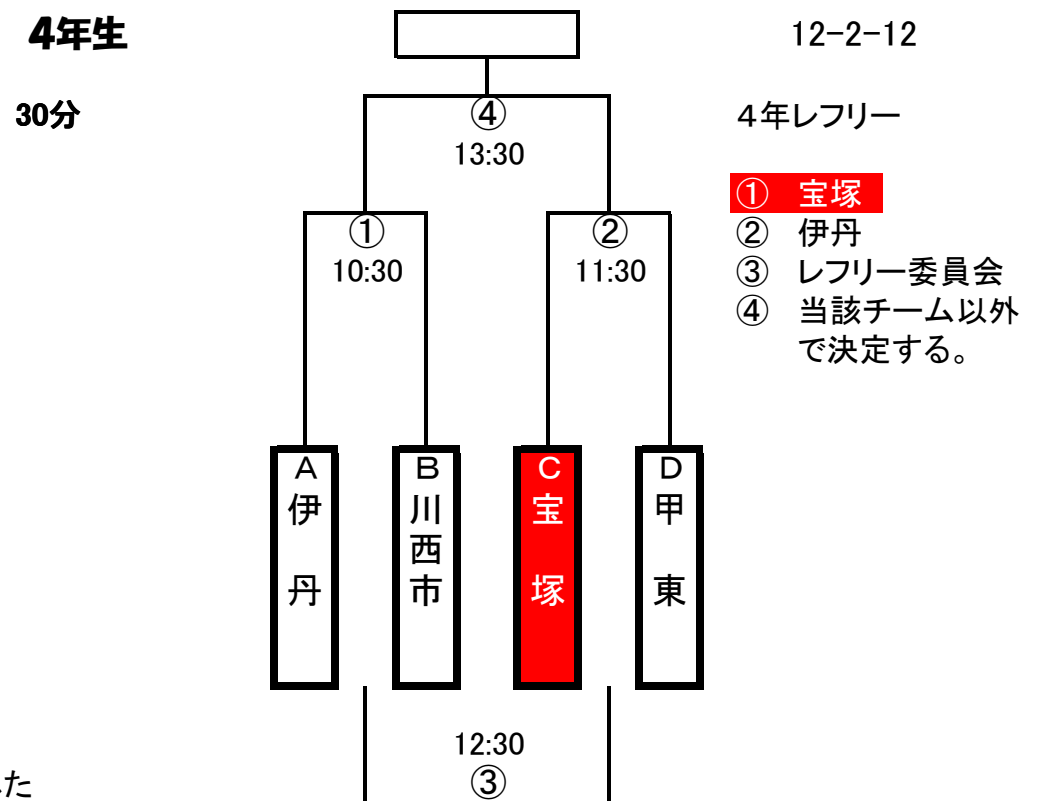 4年生
12-2-12
30分
④
13:30
4年レフリー
① 宝塚
② 伊丹
③ レフリー委員会
④ 当該チーム以外
で決定する。
①
10:30
②
11:30
A
伊丹
B
川西市
C
宝塚
D
甲東
12:30
③
た